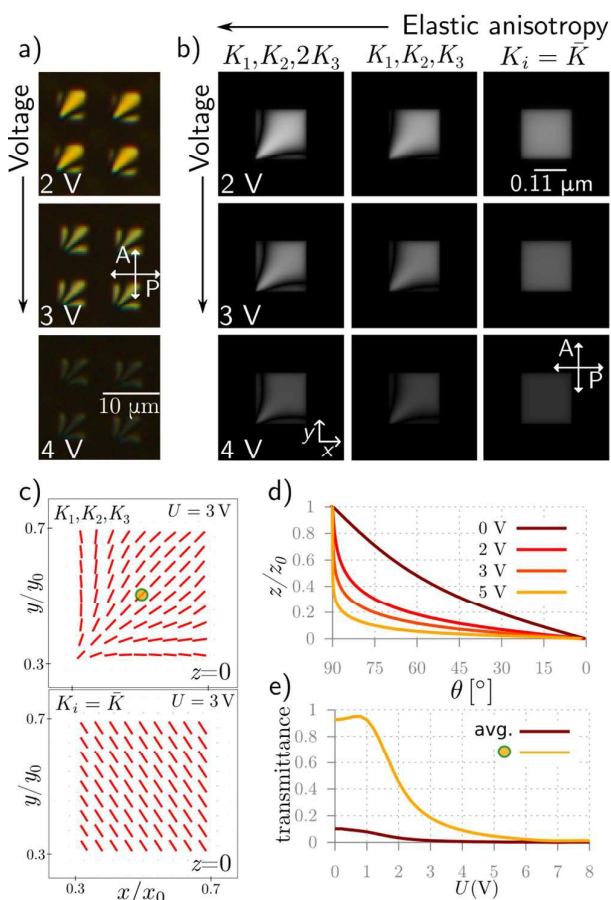 Elastic anisotropy
a)
b)
K₁,K₂,2K₃
K₁,K₂,K₃
Kᵢ = K̄
Voltage
Voltage
2 V
2 V
0.11 µm
3 V
A
P
3 V
10 µm
4 V
4 V
y
x
A
P
c)
K₁,K₂,K₃
U = 3 V
0.7
y/y₀
0.3
z=0
Kᵢ = K̄
U = 3 V
0.7
y/y₀
0.3
z=0
0.3
x/x₀
0.7
d)
1
0.8
0.6
0.4
0.2
0
z/z₀
0 V
2 V
3 V
5 V
90
75
60
45
30
15
0
θ [°]
e)
transmittance
1
0.8
0.6
0.4
0.2
0
avg.
0
1
2
3
4
5
6
7
8
U(V)